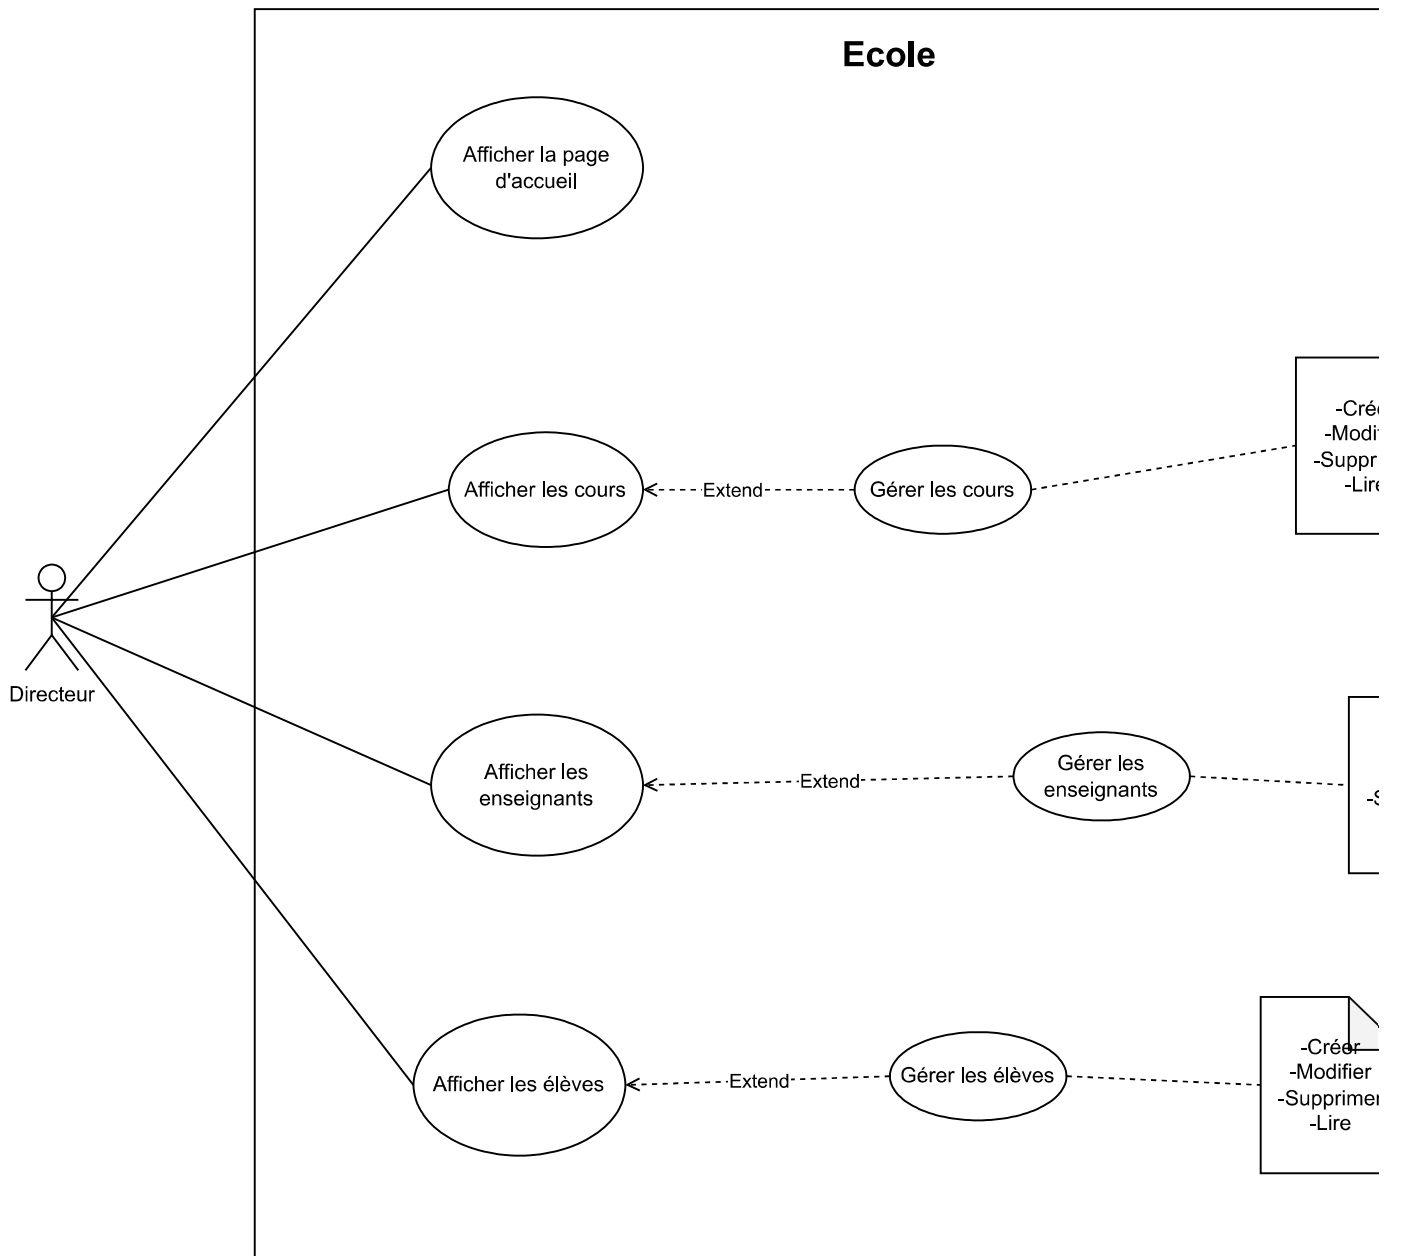 Ecole
Afficher la page
d'accueil
Afficher les cours
Extend
Gérer les cours
-Lire
Directeur
Afficher les
enseignants
Extend
Gérer les
enseignants
Afficher les élèves
Extend
Gérer les élèves
-Créer
-Modifier
-Supprimer
-Lire